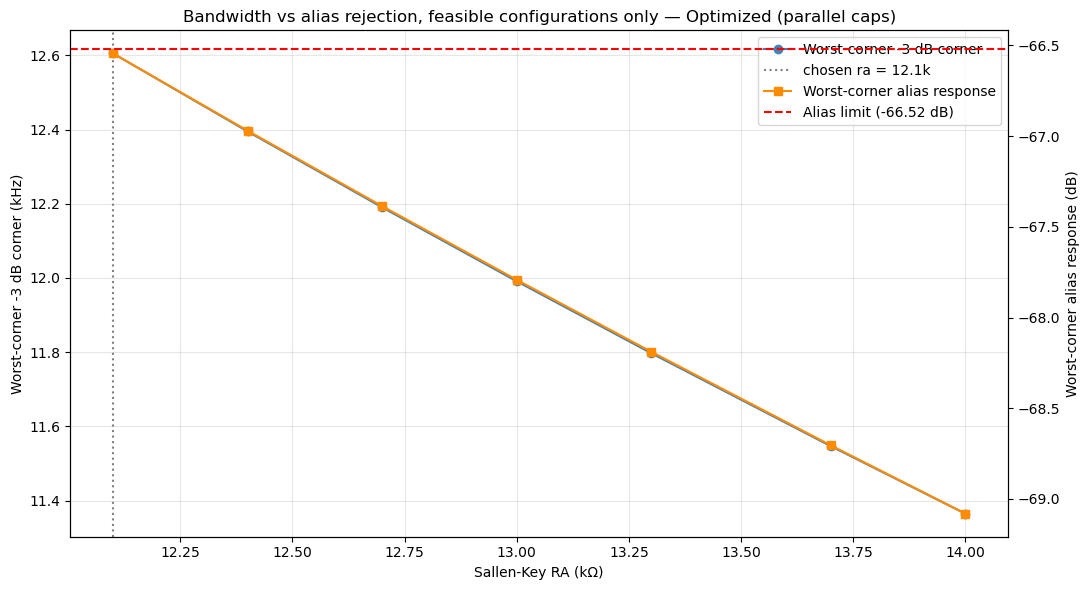 Bandwidth vs alias rejection, feasible configurations only — Optimized (parallel caps)
Worst-corner -3 dB corner (kHz)
12.6
12.4
12.2
12.0
11.8
11.6
11.4
Worst-corner -3 dB corner
chosen ra = 12.1k
Worst-corner alias response
Alias limit (-66.52 dB)
−66.5
−67.0
−67.5
−68.0
−68.5
−69.0
Worst-corner alias response (dB)
12.25
12.50
12.75
13.00
13.25
13.50
13.75
14.00
Sallen-Key RA (kΩ)